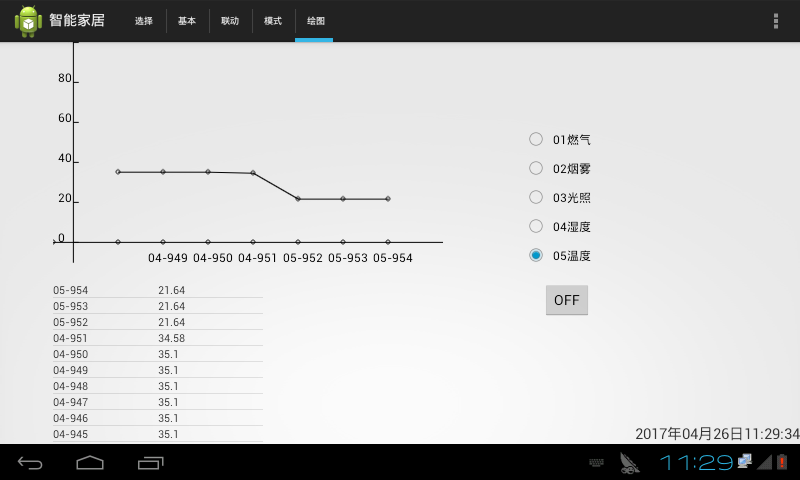 智能家居 选择 基本 联动 模式 绘图
80
60
40
20
0
04-949 04-950 04-951 05-952 05-953 05-954
01燃气
02烟雾
03光照
04湿度
05温度
OFF
05-954 21.64
05-953 21.64
05-952 21.64
04-951 34.58
04-950 35.1
04-949 35.1
04-948 35.1
04-947 35.1
04-946 35.1
04-945 35.1
2017年04月26日11:29:34
11:29